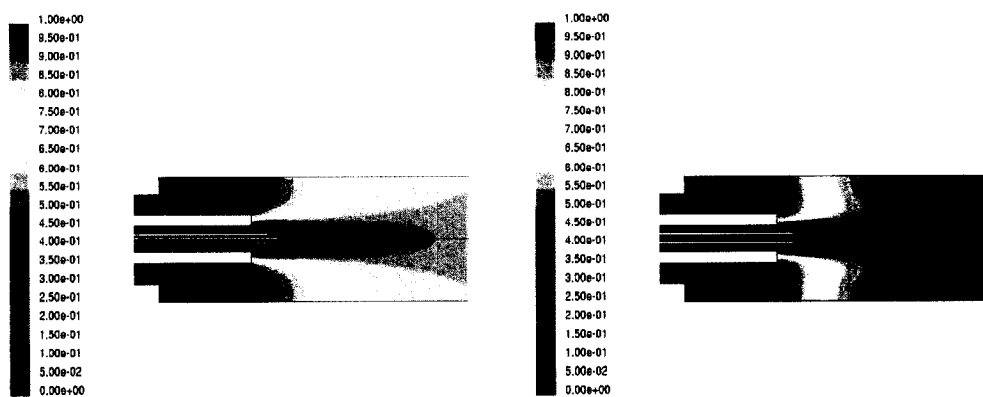 1.00e+00
9.50e-01
9.00e-01
8.50e-01
8.00e-01
7.50e-01
7.00e-01
6.50e-01
6.00e-01
5.50e-01
5.00e-01
4.50e-01
4.00e-01
3.50e-01
3.00e-01
2.50e-01
2.00e-01
1.50e-01
1.00e-01
5.00e-02
0.00e+00
1.00e+00
9.50e-01
9.00e-01
8.50e-01
8.00e-01
7.50e-01
7.00e-01
6.50e-01
6.00e-01
5.50e-01
5.00e-01
4.50e-01
4.00e-01
3.50e-01
3.00e-01
2.50e-01
2.00e-01
1.50e-01
1.00e-01
5.00e-02
0.00e+00